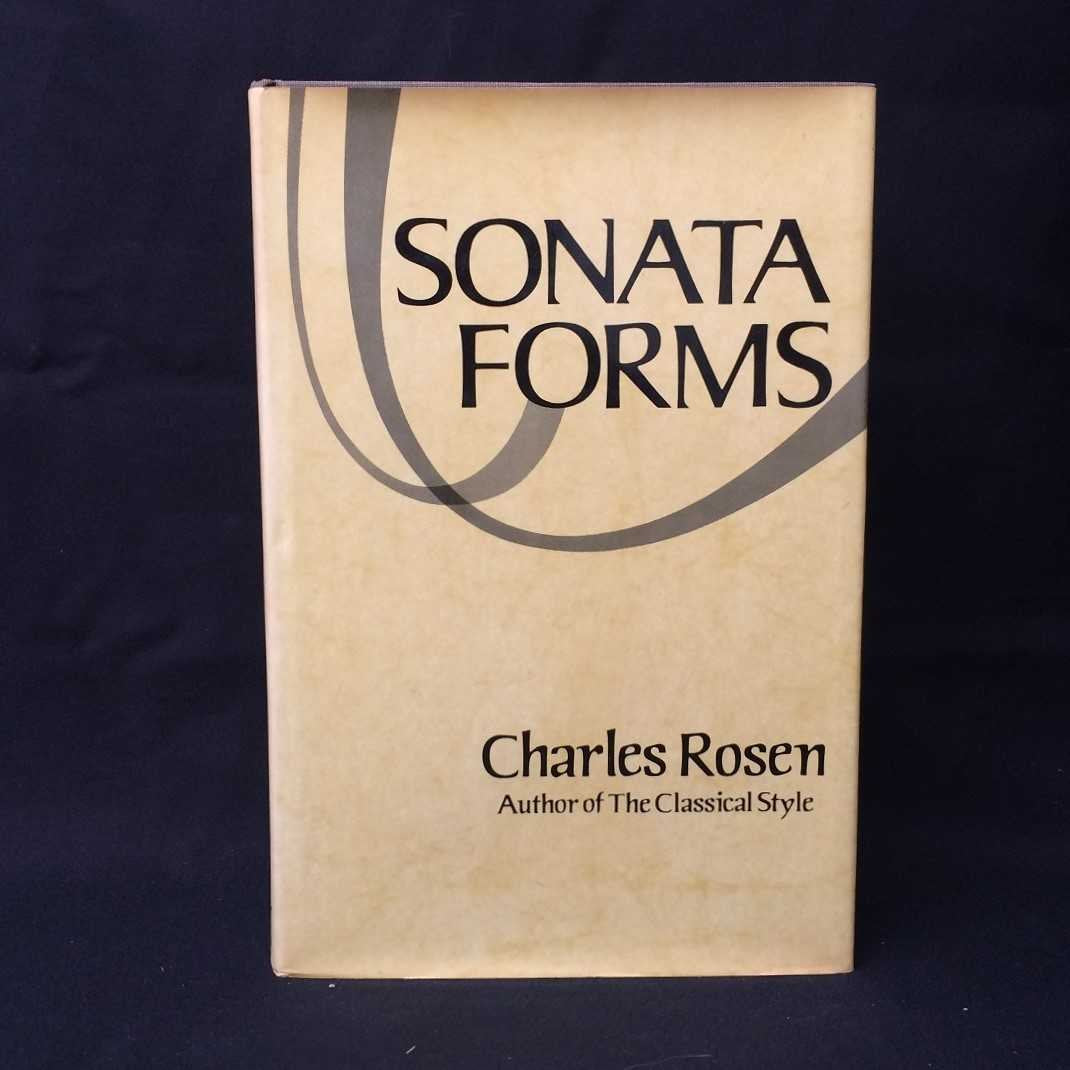 SONATA
FORMS
Charles Rosen
Author of The Classical Style